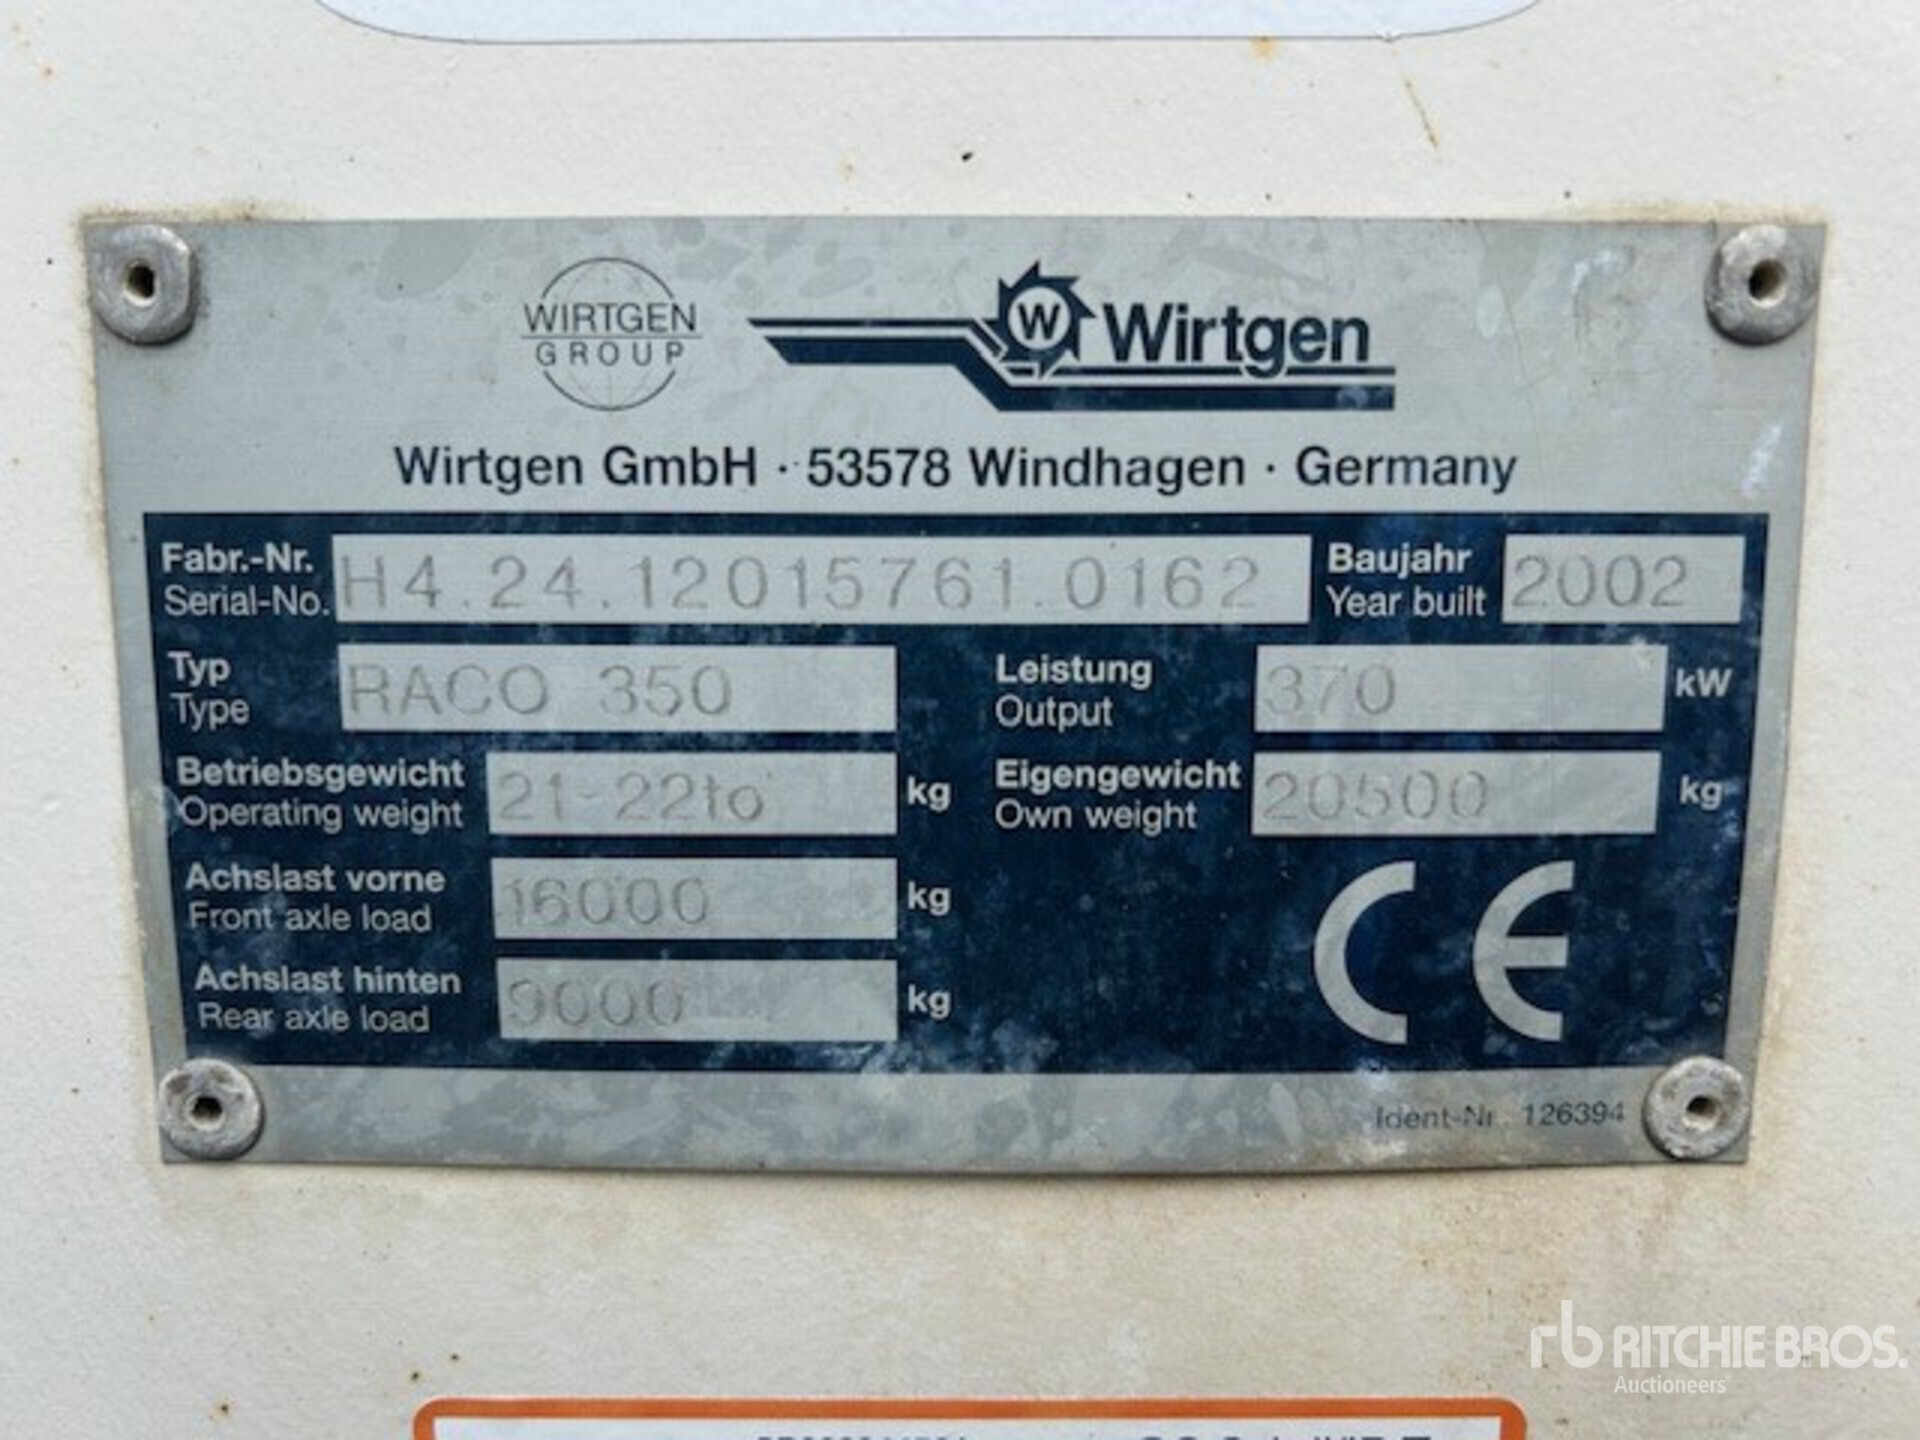 WIRTGEN
GROUP
W Wirtgen
Wirtgen GmbH · 53578 Windhagen · Germany
Fabr.-Nr.
Serial-No.
H4.24.12015761.0162
Baujahr
Year built
2002
Typ
Type
RACO 350
Leistung
Output
370
kW
Betriebsgewicht
Operating weight
21-22to
kg
Eigengewicht
Own weight
20500
kg
Achslast vorne
Front axle load
16000
kg
Achslast hinten
Rear axle load
9000
kg
CE
Ident-Nr. 126394
rb RITCHIE BROS.
Auctioneers